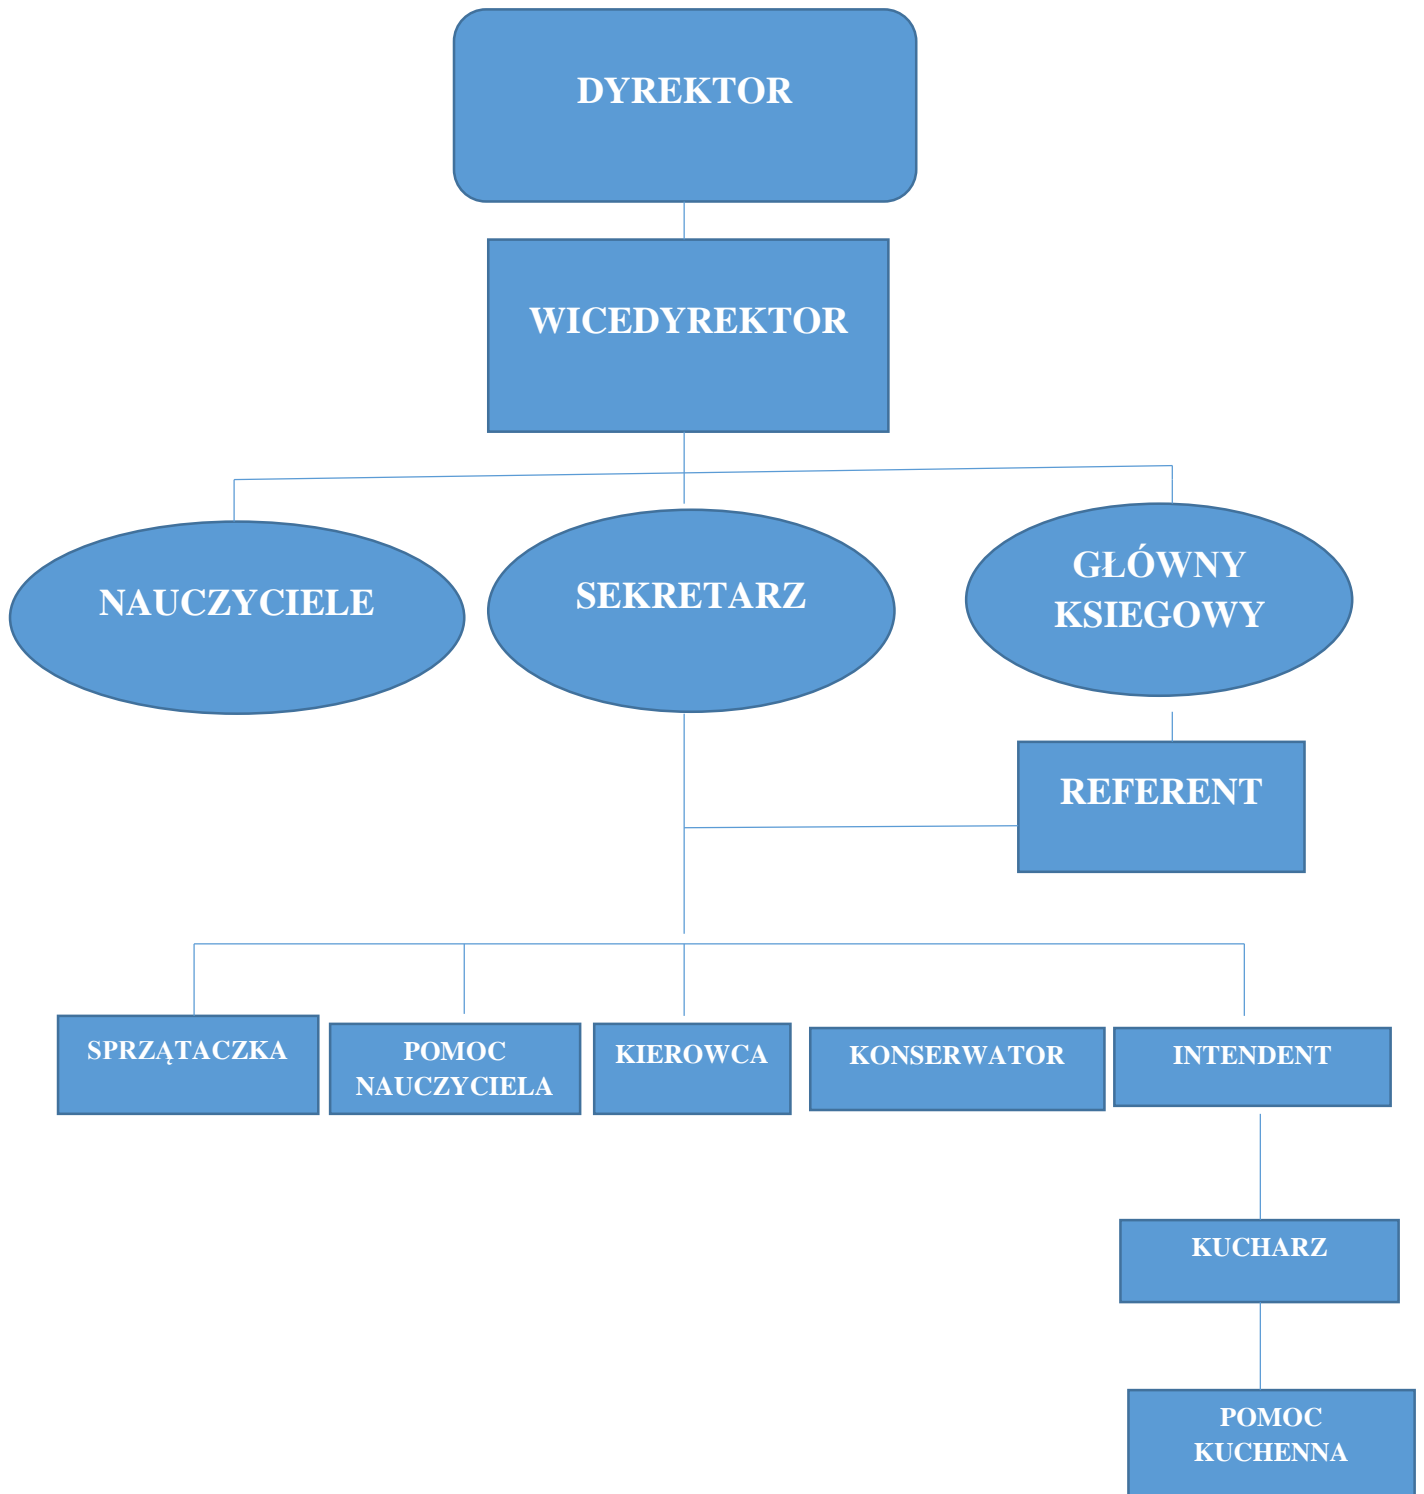 DYREKTOR
WICEDYREKTOR
NAUCZYCIELE
SEKRETARZ
GŁÓWNY
KSIEGOWY
REFERENT
SPRZĄTACZKA
POMOC
NAUCZYCIELA
KIEROWCA
KONSERWATOR
INTENDENT
KUCHARZ
POMOC
KUCHENNA